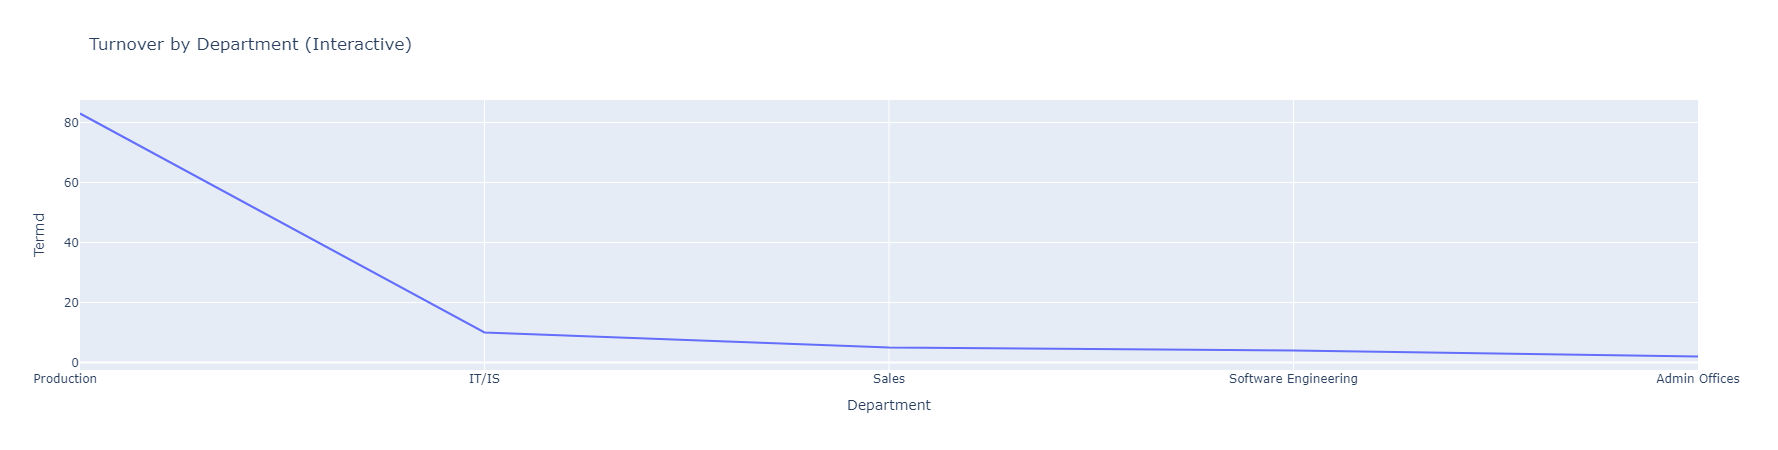 Turnover by Department (Interactive)
80
60
40
20
0
Termd
Production
IT/IS
Sales
Software Engineering
Admin Offices
Department